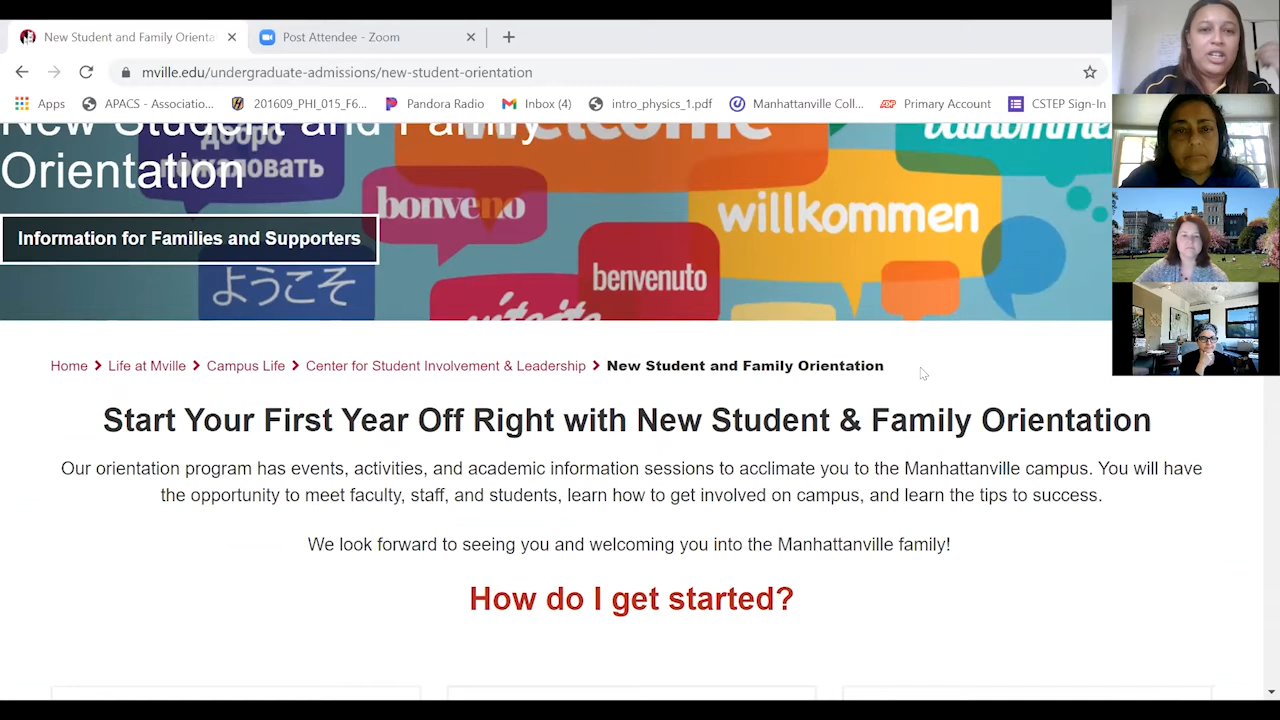 New Student and Family Orienta
Post Attendee - Zoom
mville.edu/undergraduate-admissions/new-student-orientation
Apps
APACS - Associatio...
201609_PHI_015_F6...
Pandora Radio
Inbox (4)
intro_physics_1.pdf
Manhattanville Coll...
Primary Account
CSTEP Sign-In
New Student and Family
Orientation
добро
пожаловать
bonveno
willkommen
benvenuto
ようこそ
Information for Families and Supporters
Home > Life at Mville > Campus Life > Center for Student Involvement & Leadership > New Student and Family Orientation
Start Your First Year Off Right with New Student & Family Orientation
Our orientation program has events, activities, and academic information sessions to acclimate you to the Manhattanville campus. You will have
the opportunity to meet faculty, staff, and students, learn how to get involved on campus, and learn the tips to success.
We look forward to seeing you and welcoming you into the Manhattanville family!
How do I get started?